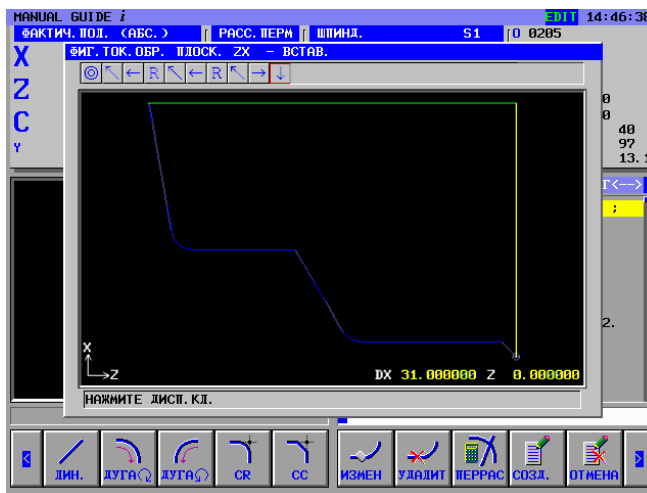 MANUAL GUIDE i EDIT 14:46:38
ФАКТИЧ.ПОЛ. (АБС.) РАСС.ПЕРМ ШПИНД. S1 O 0205
ФИГ.ТОК.ОБР. ПЛОСК. ZX - ВСТАВ.
X
R R
Z
0
0
C
40
Y
97
13.1
Г<-->
;
2.
X
Z
DX 31.000000 Z 0.000000
НАЖМИТЕ ДИСП.КЛ.
ЛИН. ДУГА ДУГА CR CC ИЗМЕН УДАЛИТ ПЕРРАС СОЗД. ОТМЕНА